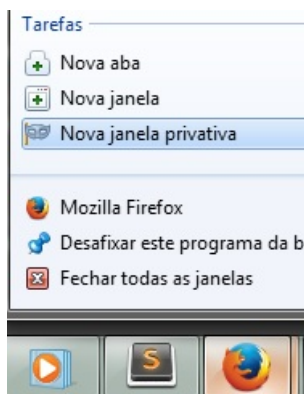 Tarefas
Nova aba
Nova janela
Nova janela privativa
Mozilla Firefox
Desafixar este programa da b
Fechar todas as janelas
S